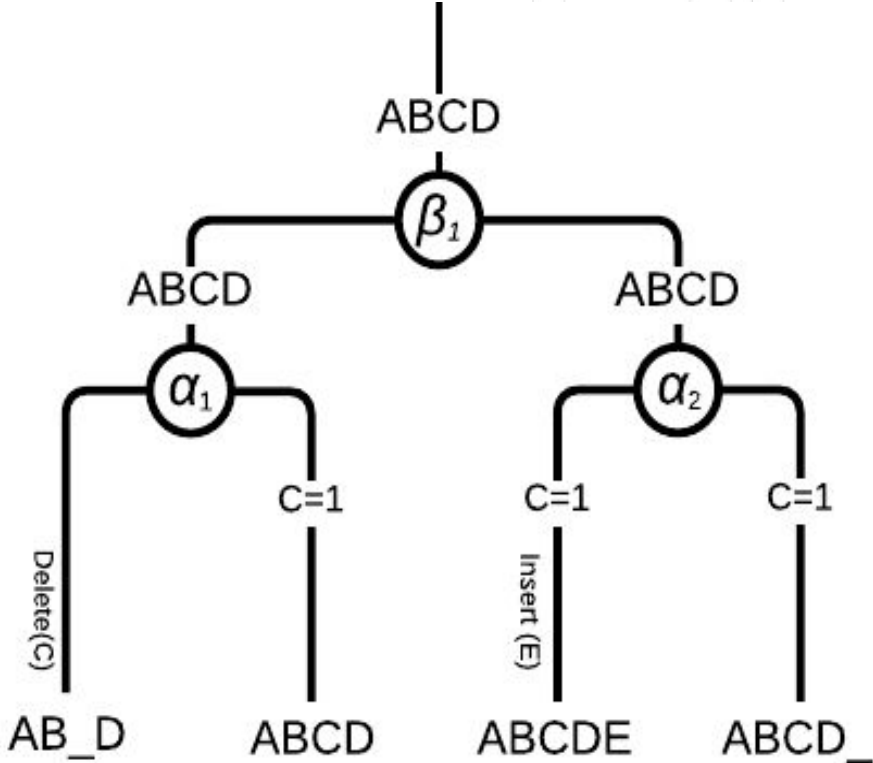 ABCD
β1
ABCD
ABCD
α1
α2
C=1
C=1
C=1
Delete(C)
Insert (E)
AB_D
ABCD
ABCDE
ABCD_